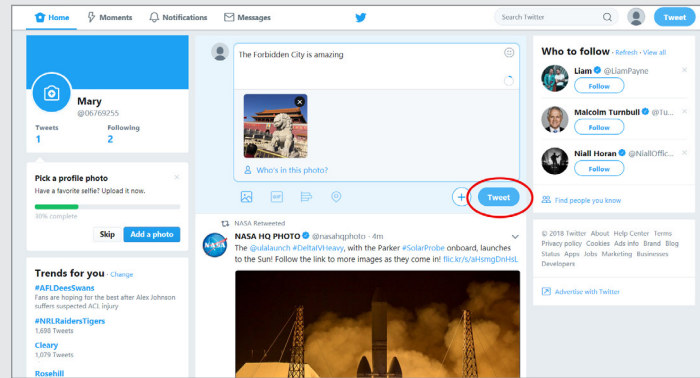 Home
Moments
Notifications
Messages
Search Twitter
Tweet
Mary
@06769255
Tweets
Following
1
2
Pick a profile photo
Have a favorite selfie? Upload it now.
30% complete
Skip
Add a photo
Trends for you · Change
#AFLDeesSwans
Fans are hoping for the best after Alex Johnson
suffers suspected ACL injury
#NRLRaidersTigers
1,698 Tweets
Cleary
1,079 Tweets
Rosehill
The Forbidden City is amazing
Who's in this photo?
GIF
Tweet
NASA Retweeted
NASA
NASA HQ PHOTO @nasahqphoto · 4m
The @ulalaunch #DeltaIVHeavy, with the Parker #SolarProbe onboard, launches
to the Sun! Follow the link to more images as they come in! flic.kr/s/aHsmgDnHsL
Who to follow · Refresh · View all
Liam @LiamPayne
Follow
Malcolm Turnbull @Tu...
Follow
Niall Horan @NiallOffic...
Follow
Find people you know
© 2018 Twitter About Help Center Terms
Privacy policy Cookies Ads info Brand Blog
Status Apps Jobs Marketing Businesses
Developers
Advertise with Twitter